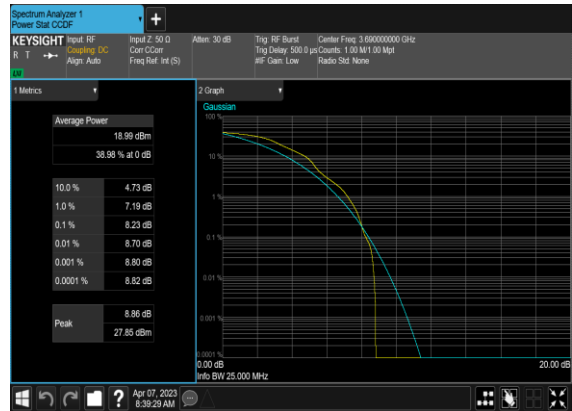 Spectrum Analyzer 1
Power Stat CCDF
KEYSIGHT
R T
LV
Input: RF
Coupling: DC
Align: Auto
Input Z: 50 Ω
Corr CCorr
Freq Ref: Int (S)
Atten: 30 dB
Trig: RF Burst
Trig Delay: 500.0 µs
#IF Gain: Low
Center Freq: 3.690000000 GHz
Counts: 1.00 M/1.00 Mpt
Radio Std: None
1 Metrics
Average Power
18.99 dBm
38.98 % at 0 dB
10.0 % 4.73 dB
1.0 % 7.19 dB
0.1 % 8.23 dB
0.01 % 8.70 dB
0.001 % 8.80 dB
0.0001 % 8.82 dB
Peak
8.86 dB
27.85 dBm
2 Graph
Gaussian
100 %
10 %
1 %
0.1 %
0.01 %
0.001 %
0.0001 %
0.00 dB
20.00 dB
Info BW 25.000 MHz
?
Apr 07, 2023
8:39:29 AM